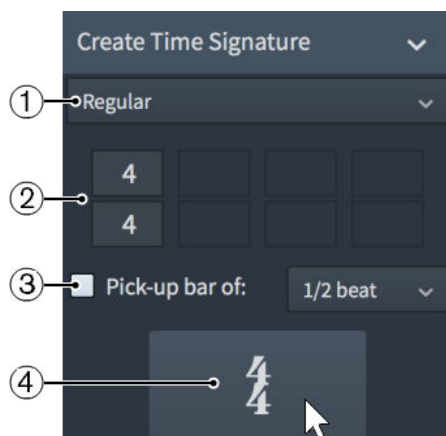 Create Time Signature
① Regular
4
② 4
③ Pick-up bar of: 1/2 beat
④ 4
4